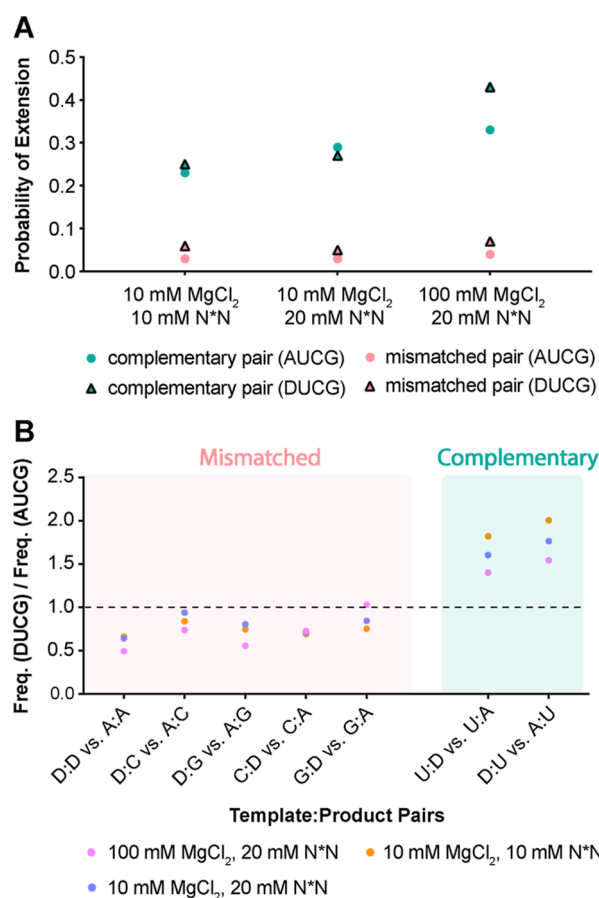 A
Probability of Extension
0.5
0.4
0.3
0.2
0.1
0.0
10 mM MgCl₂
10 mM N*N
10 mM MgCl₂
20 mM N*N
100 mM MgCl₂
20 mM N*N
complementary pair (AUCG)
mismatched pair (AUCG)
complementary pair (DUCG)
mismatched pair (DUCG)
B
Mismatched
Complementary
Freq. (DUCG) / Freq. (AUCG)
2.5
2.0
1.5
1.0
0.5
0.0
D:D vs. A:A
D:C vs. A:C
D:G vs. A:G
C:D vs. C:A
G:D vs. G:A
U:D vs. U:A
D:U vs. A:U
Template:Product Pairs
100 mM MgCl₂, 20 mM N*N
10 mM MgCl₂, 10 mM N*N
10 mM MgCl₂, 20 mM N*N